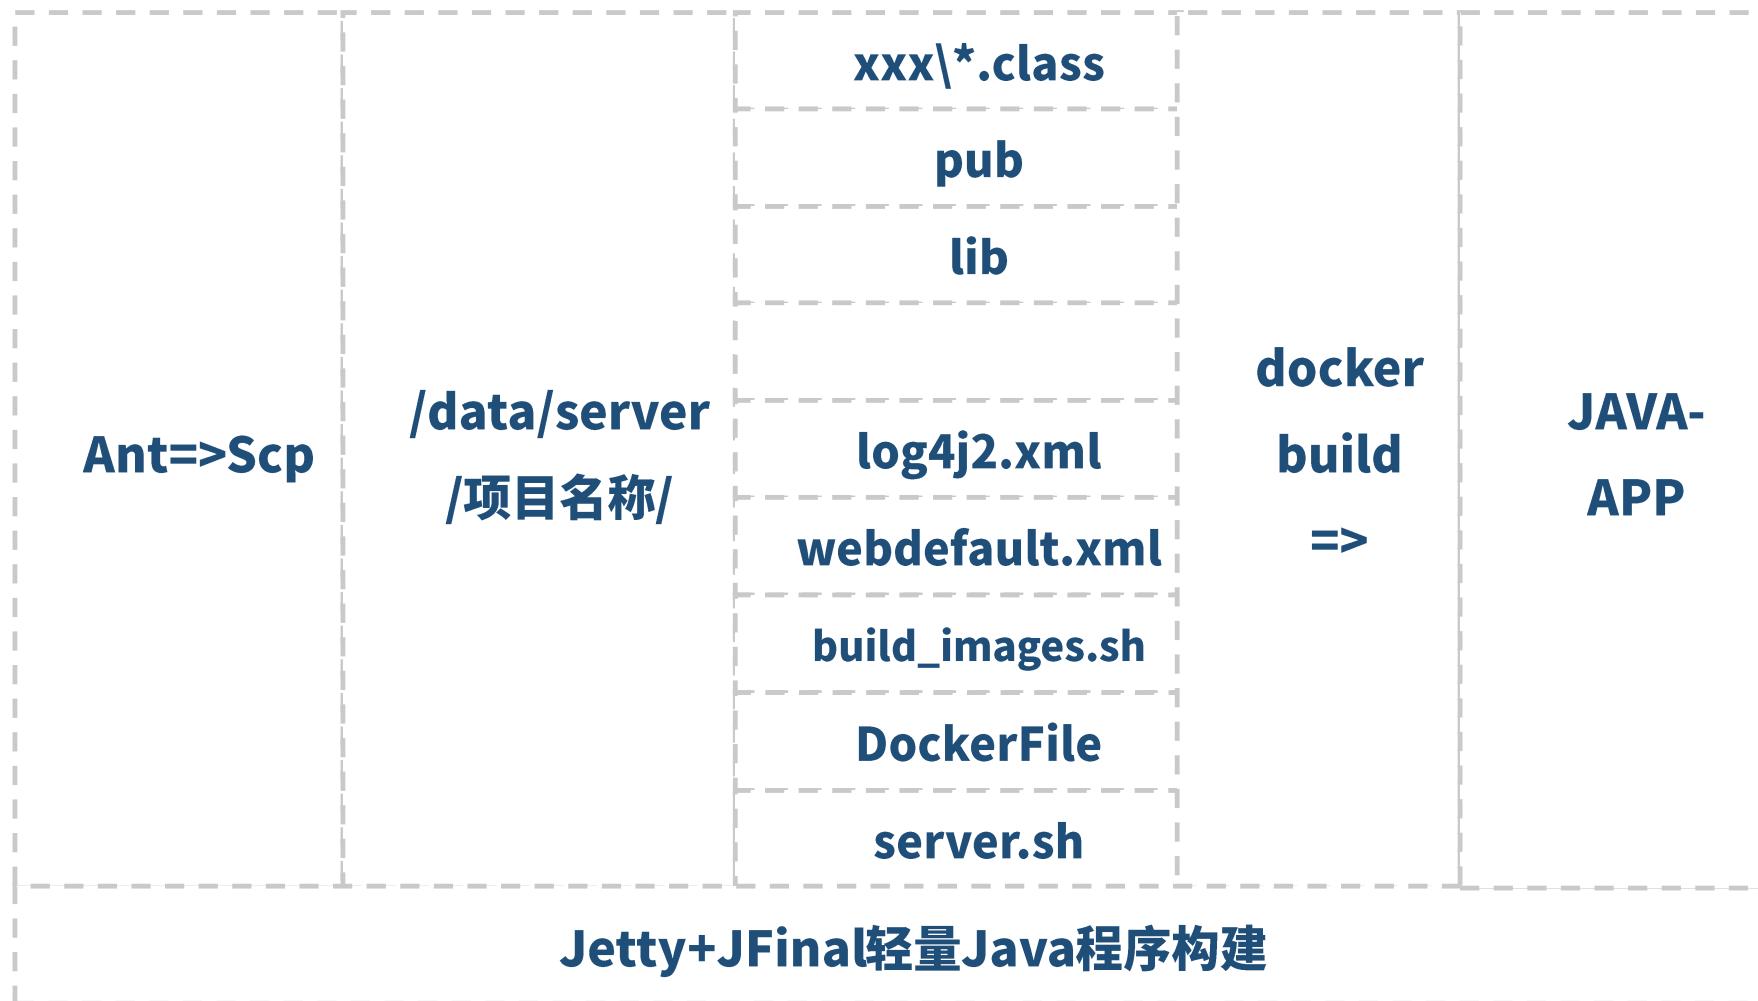 Ant=>Scp
/data/server
/项目名称/
xxx\*.class
pub
lib
log4j2.xml
webdefault.xml
build_images.sh
DockerFile
server.sh
docker
build
=>
JAVA-
APP
Jetty+JFinal轻量Java程序构建